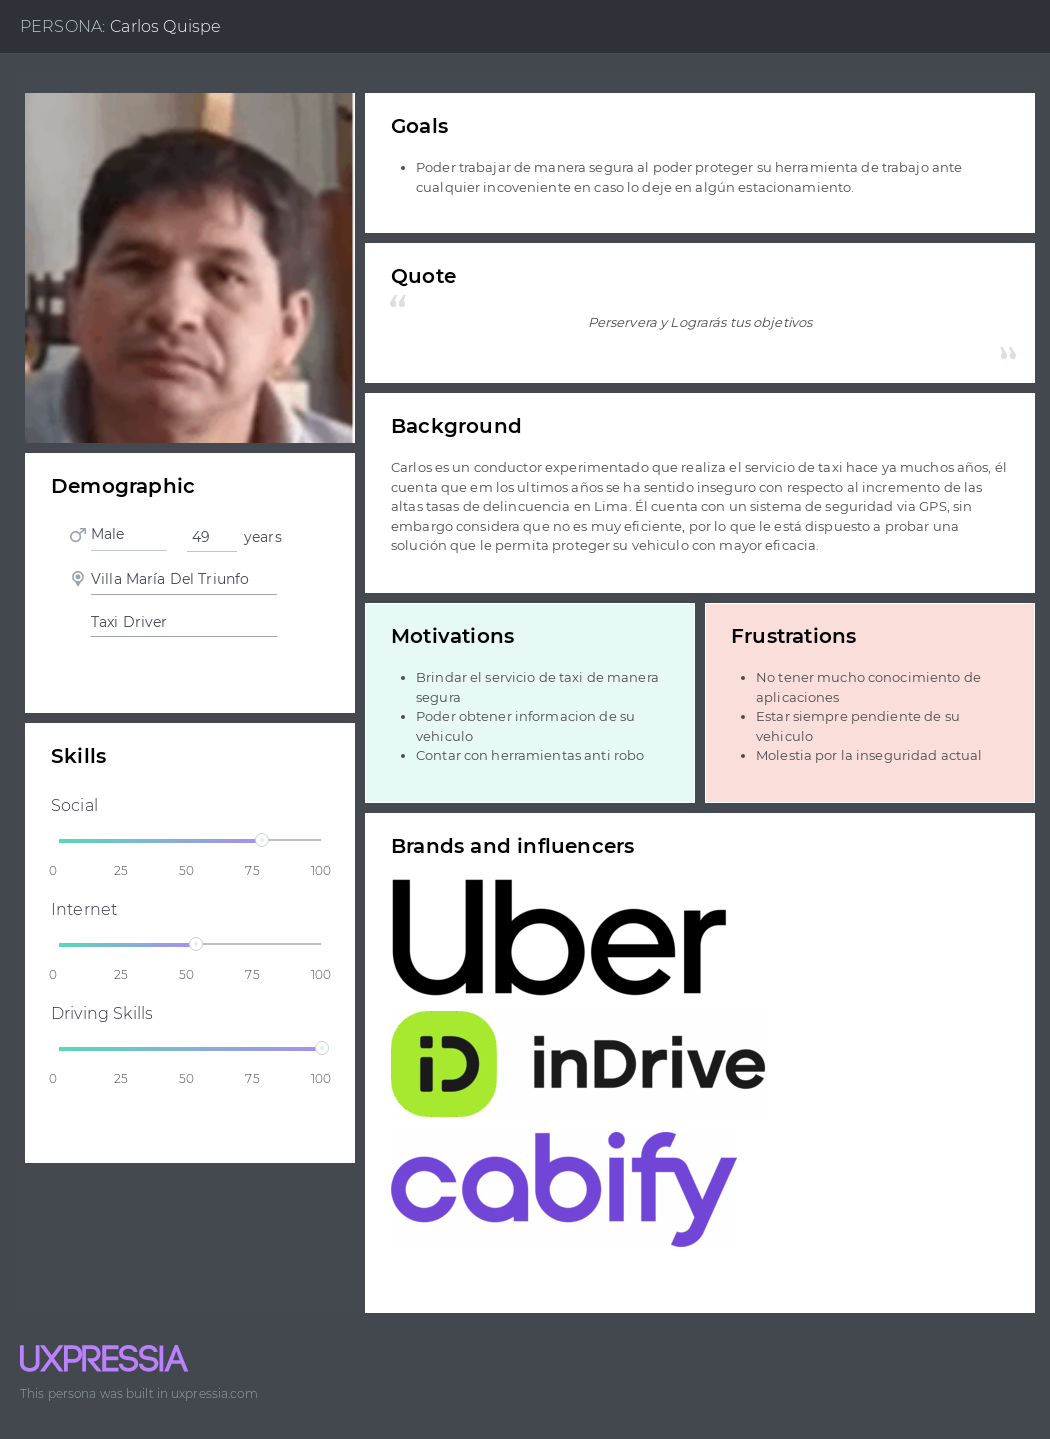 PERSONA: Carlos Quispe
Demographic
Male
49 years
Villa María Del Triunfo
Taxi Driver
Skills
Social
0 25 50 75 100
Internet
0 25 50 75 100
Driving Skills
0 25 50 75 100
Goals
• Poder trabajar de manera segura al poder proteger su herramienta de trabajo ante
cualquier incoveniente en caso lo deje en algún estacionamiento.
Quote
“
Perservera y Lograrás tus objetivos
”
Background
Carlos es un conductor experimentado que realiza el servicio de taxi hace ya muchos años, él
cuenta que em los ultimos años se ha sentido inseguro con respecto al incremento de las
altas tasas de delincuencia en Lima. Él cuenta con un sistema de seguridad via GPS, sin
embargo considera que no es muy eficiente, por lo que le está dispuesto a probar una
solución que le permita proteger su vehiculo con mayor eficacia.
Motivations
• Brindar el servicio de taxi de manera
segura
• Poder obtener informacion de su
vehiculo
• Contar con herramientas anti robo
Frustrations
• No tener mucho conocimiento de
aplicaciones
• Estar siempre pendiente de su
vehiculo
• Molestia por la inseguridad actual
Brands and influencers
Uber
iD inDrive
cabify
UXPRESSIA
This persona was built in uxpressia.com